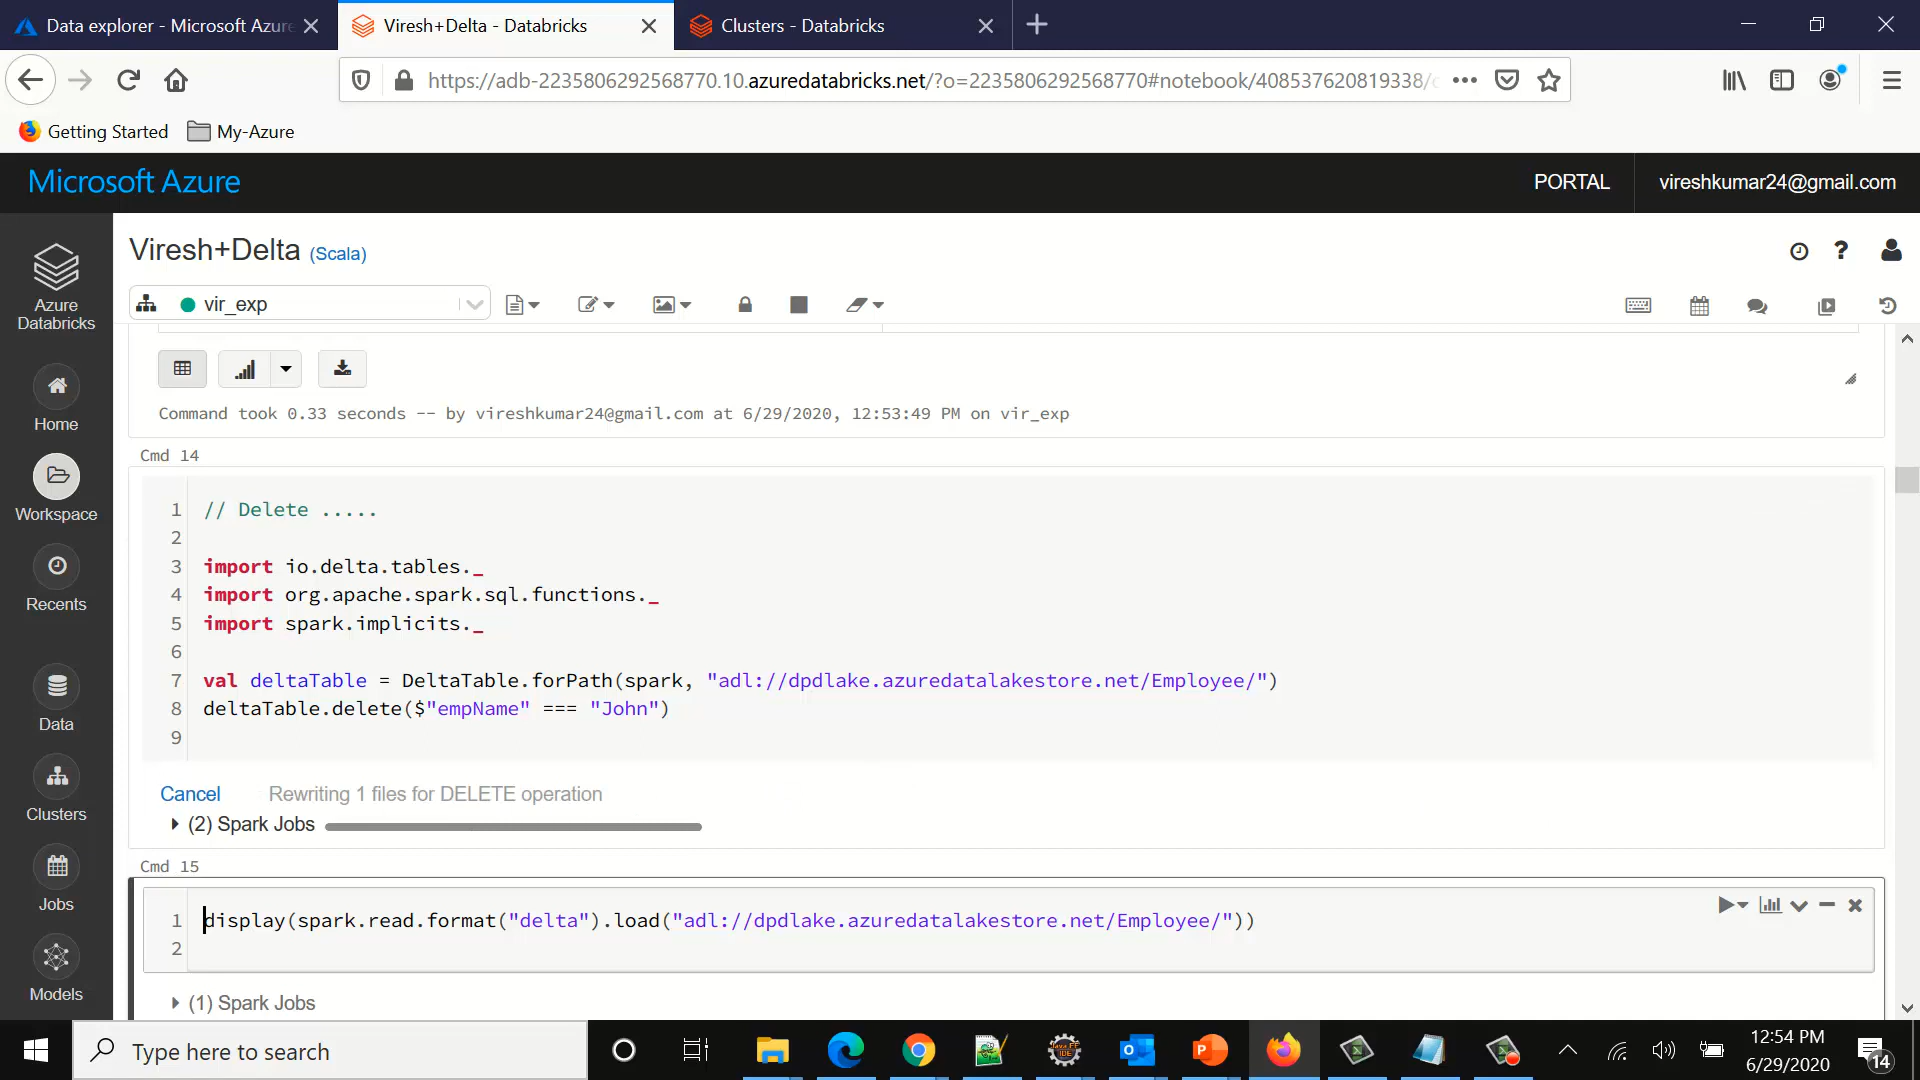 Data explorer - Microsoft Azure
Viresh+Delta - Databricks
Clusters - Databricks
https://adb-2235806292568770.10.azuredatabricks.net/?o=2235806292568770#notebook/408537620819338/
Getting Started
My-Azure
Microsoft Azure
PORTAL
vireshkumar24@gmail.com
Viresh+Delta (Scala)
vir_exp
Azure
Databricks
Home
Workspace
Recents
Data
Clusters
Jobs
Models
Command took 0.33 seconds -- by vireshkumar24@gmail.com at 6/29/2020, 12:53:49 PM on vir_exp
Cmd 14
1 // Delete .....
2
3 import io.delta.tables._
4 import org.apache.spark.sql.functions._
5 import spark.implicits._
6
7 val deltaTable = DeltaTable.forPath(spark, "adl://dpdlake.azuredatalakestore.net/Employee/")
8 deltaTable.delete($"empName" === "John")
9
Cancel Rewriting 1 files for DELETE operation
(2) Spark Jobs
Cmd 15
1 display(spark.read.format("delta").load("adl://dpdlake.azuredatalakestore.net/Employee/"))
2
(1) Spark Jobs
Type here to search
12:54 PM
6/29/2020
14